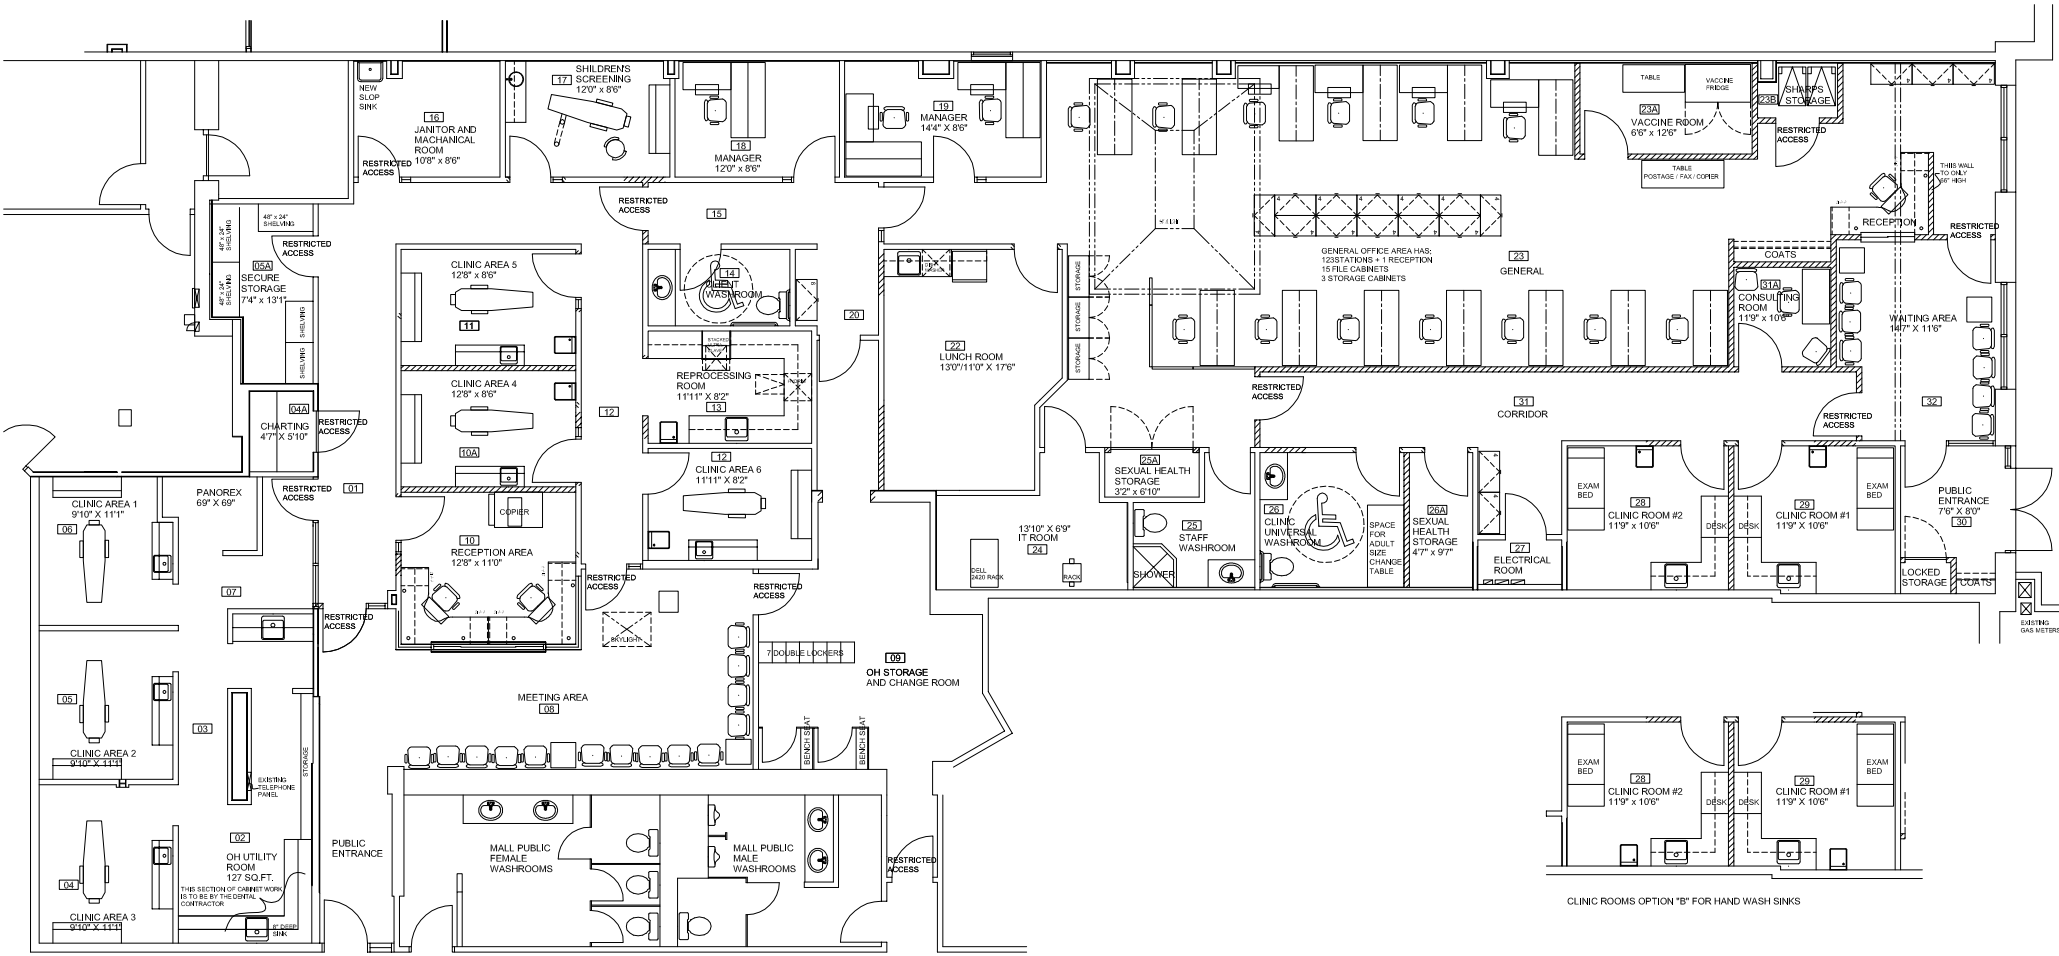 NEW
SLOP
SINK
16
JANITOR AND
MACHANICAL
ROOM
10'8" x 8'6"
RESTRICTED
ACCESS
17
SHILDREN'S
SCREENING
12'0" x 8'6"
18
MANAGER
12'0" x 8'6"
19
MANAGER
14'4" X 8'6"
TABLE
VACCINE
FRIDGE
23A
VACCINE ROOM
6'6" x 12'6"
TABLE
POSTAGE / FAX / COPIER
23B
SHARPS
STORAGE
RESTRICTED
ACCESS
THIIS WALL
TO ONLY
66" HIGH
RECEPTION
RESTRICTED
ACCESS
48" x 24"
SHELVING
48" x 24"
SHELVING
48" x 24"
SHELVING
RESTRICTED
ACCESS
05A
SECURE
STORAGE
7'4" x 13'1"
SHELVING
SHELVING
RESTRICTED
ACCESS
15
CLINIC AREA 5
12'8" x 8'6"
11
14
WASHROOM
20
STORAGE
STORAGE
STORAGE
GENERAL OFFICE AREA HAS;
123STATIONS + 1 RECEPTION
15 FILE CABINETS
3 STORAGE CABINETS
23
GENERAL
COATS
31A
CONSULTING
ROOM
11'9" x 10'6"
WAITING AREA
14'7" X 11'6"
CLINIC AREA 4
12'8" x 8'6"
10A
12
STACKED
REPROCESSING
ROOM
11'11" X 8'2"
13
22
LUNCH ROOM
13'0"/11'0" X 17'6"
RESTRICTED
ACCESS
31
CORRIDOR
RESTRICTED
ACCESS
32
04A
CHARTING
4'7" X 5'10"
RESTRICTED
ACCESS
12
CLINIC AREA 6
11'11" X 8'2"
CLINIC AREA 1
9'10" X 11'1"
06
PANOREX
69" X 69"
RESTRICTED
ACCESS
01
COPIER
10
RECEPTION AREA
12'8" x 11'0"
13'10" X 6'9"
IT ROOM
24
DELL
2420 RACK
RACK
25A
SEXUAL HEALTH
STORAGE
3'2" x 6'10"
25
STAFF
WASHROOM
SHOWER
26
CLINIC
UNIVERSAL
WASHROOM
SPACE
FOR
ADULT
SIZE
CHANGE
TABLE
26A
SEXUAL
HEALTH
STORAGE
4'7" x 9'7"
27
ELECTRICAL
ROOM
EXAM
BED
28
CLINIC ROOM #2
11'9" x 10'6"
DESK
DESK
29
CLINIC ROOM #1
11'9" X 10'6"
EXAM
BED
PUBLIC
ENTRANCE
7'6" X 8'0"
30
LOCKED
STORAGE
COATS
EXISTING
GAS METERS
07
RESTRICTED
ACCESS
RESTRICTED
ACCESS
RESTRICTED
ACCESS
SKYLIGHT
7 DOUBLE LOCKERS
09
OH STORAGE
AND CHANGE ROOM
05
CLINIC AREA 2
9'10" X 11'1"
03
STORAGE
EXISTING
TELEPHONE
PANEL
MEETING AREA
08
BENCH SEAT
BENCH SEAT
02
OH UTILITY
ROOM
127 SQ.FT.
THIS SECTION OF CABINET WORK
IS TO BE BY THE DENTAL
CONTRACTOR
04
CLINIC AREA 3
9'10" X 11'1"
8" DEEP
SINK
PUBLIC
ENTRANCE
MALL PUBLIC
FEMALE
WASHROOMS
MALL PUBLIC
MALE
WASHROOMS
RESTRICTED
ACCESS
EXAM
BED
28
CLINIC ROOM #2
11'9" x 10'6"
DESK
DESK
29
CLINIC ROOM #1
11'9" X 10'6"
EXAM
BED
CLINIC ROOMS OPTION "B" FOR HAND WASH SINKS